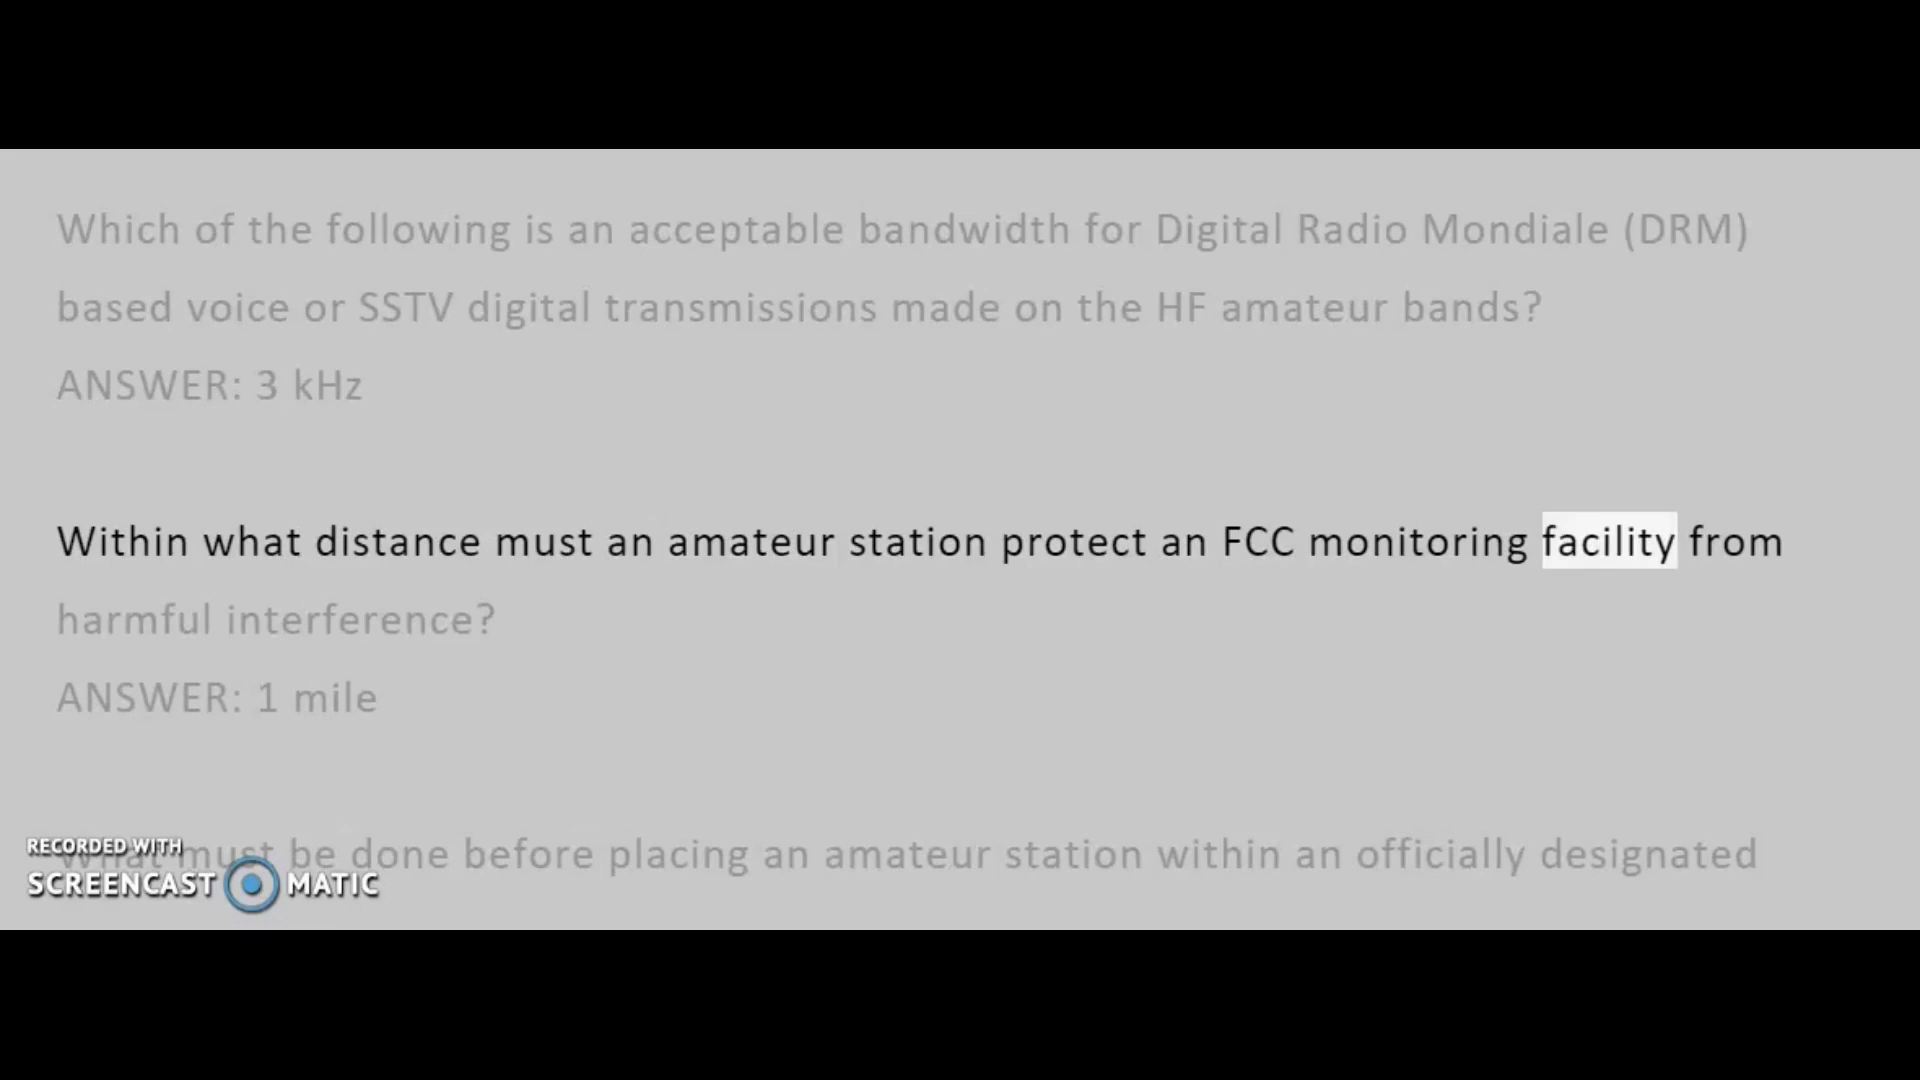 Which of the following is an acceptable bandwidth for Digital Radio Mondiale (DRM)
based voice or SSTV digital transmissions made on the HF amateur bands?
ANSWER: 3 kHz
Within what distance must an amateur station protect an FCC monitoring facility from
harmful interference?
ANSWER: 1 mile
What must be done before placing an amateur station within an officially designated
RECORDED WITH
SCREENCAST MATIC